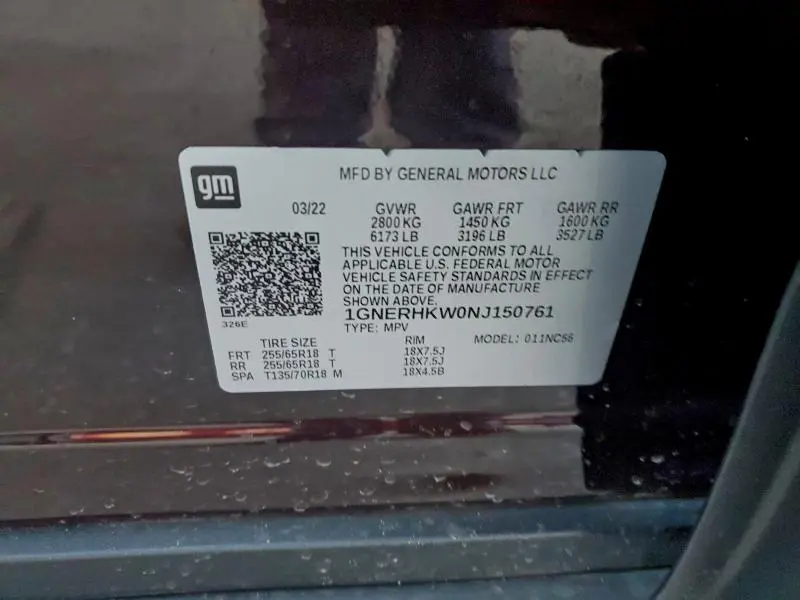 gm
MFD BY GENERAL MOTORS LLC
03/22 GVWR GAWR FRT GAWR RR
2800 KG 1450 KG 1600 KG
6173 LB 3196 LB 3527 LB
THIS VEHICLE CONFORMS TO ALL
APPLICABLE U.S. FEDERAL MOTOR
VEHICLE SAFETY STANDARDS IN EFFECT
ON THE DATE OF MANUFACTURE
SHOWN ABOVE.
1GNERHKW0NJ150761
326E
TYPE: MPV
TIRE SIZE RIM MODEL: 011NC56
FRT 255/65R18 T 18X7.5J
RR 255/65R18 T 18X7.5J
SPA T135/70R18 M 18X4.5B